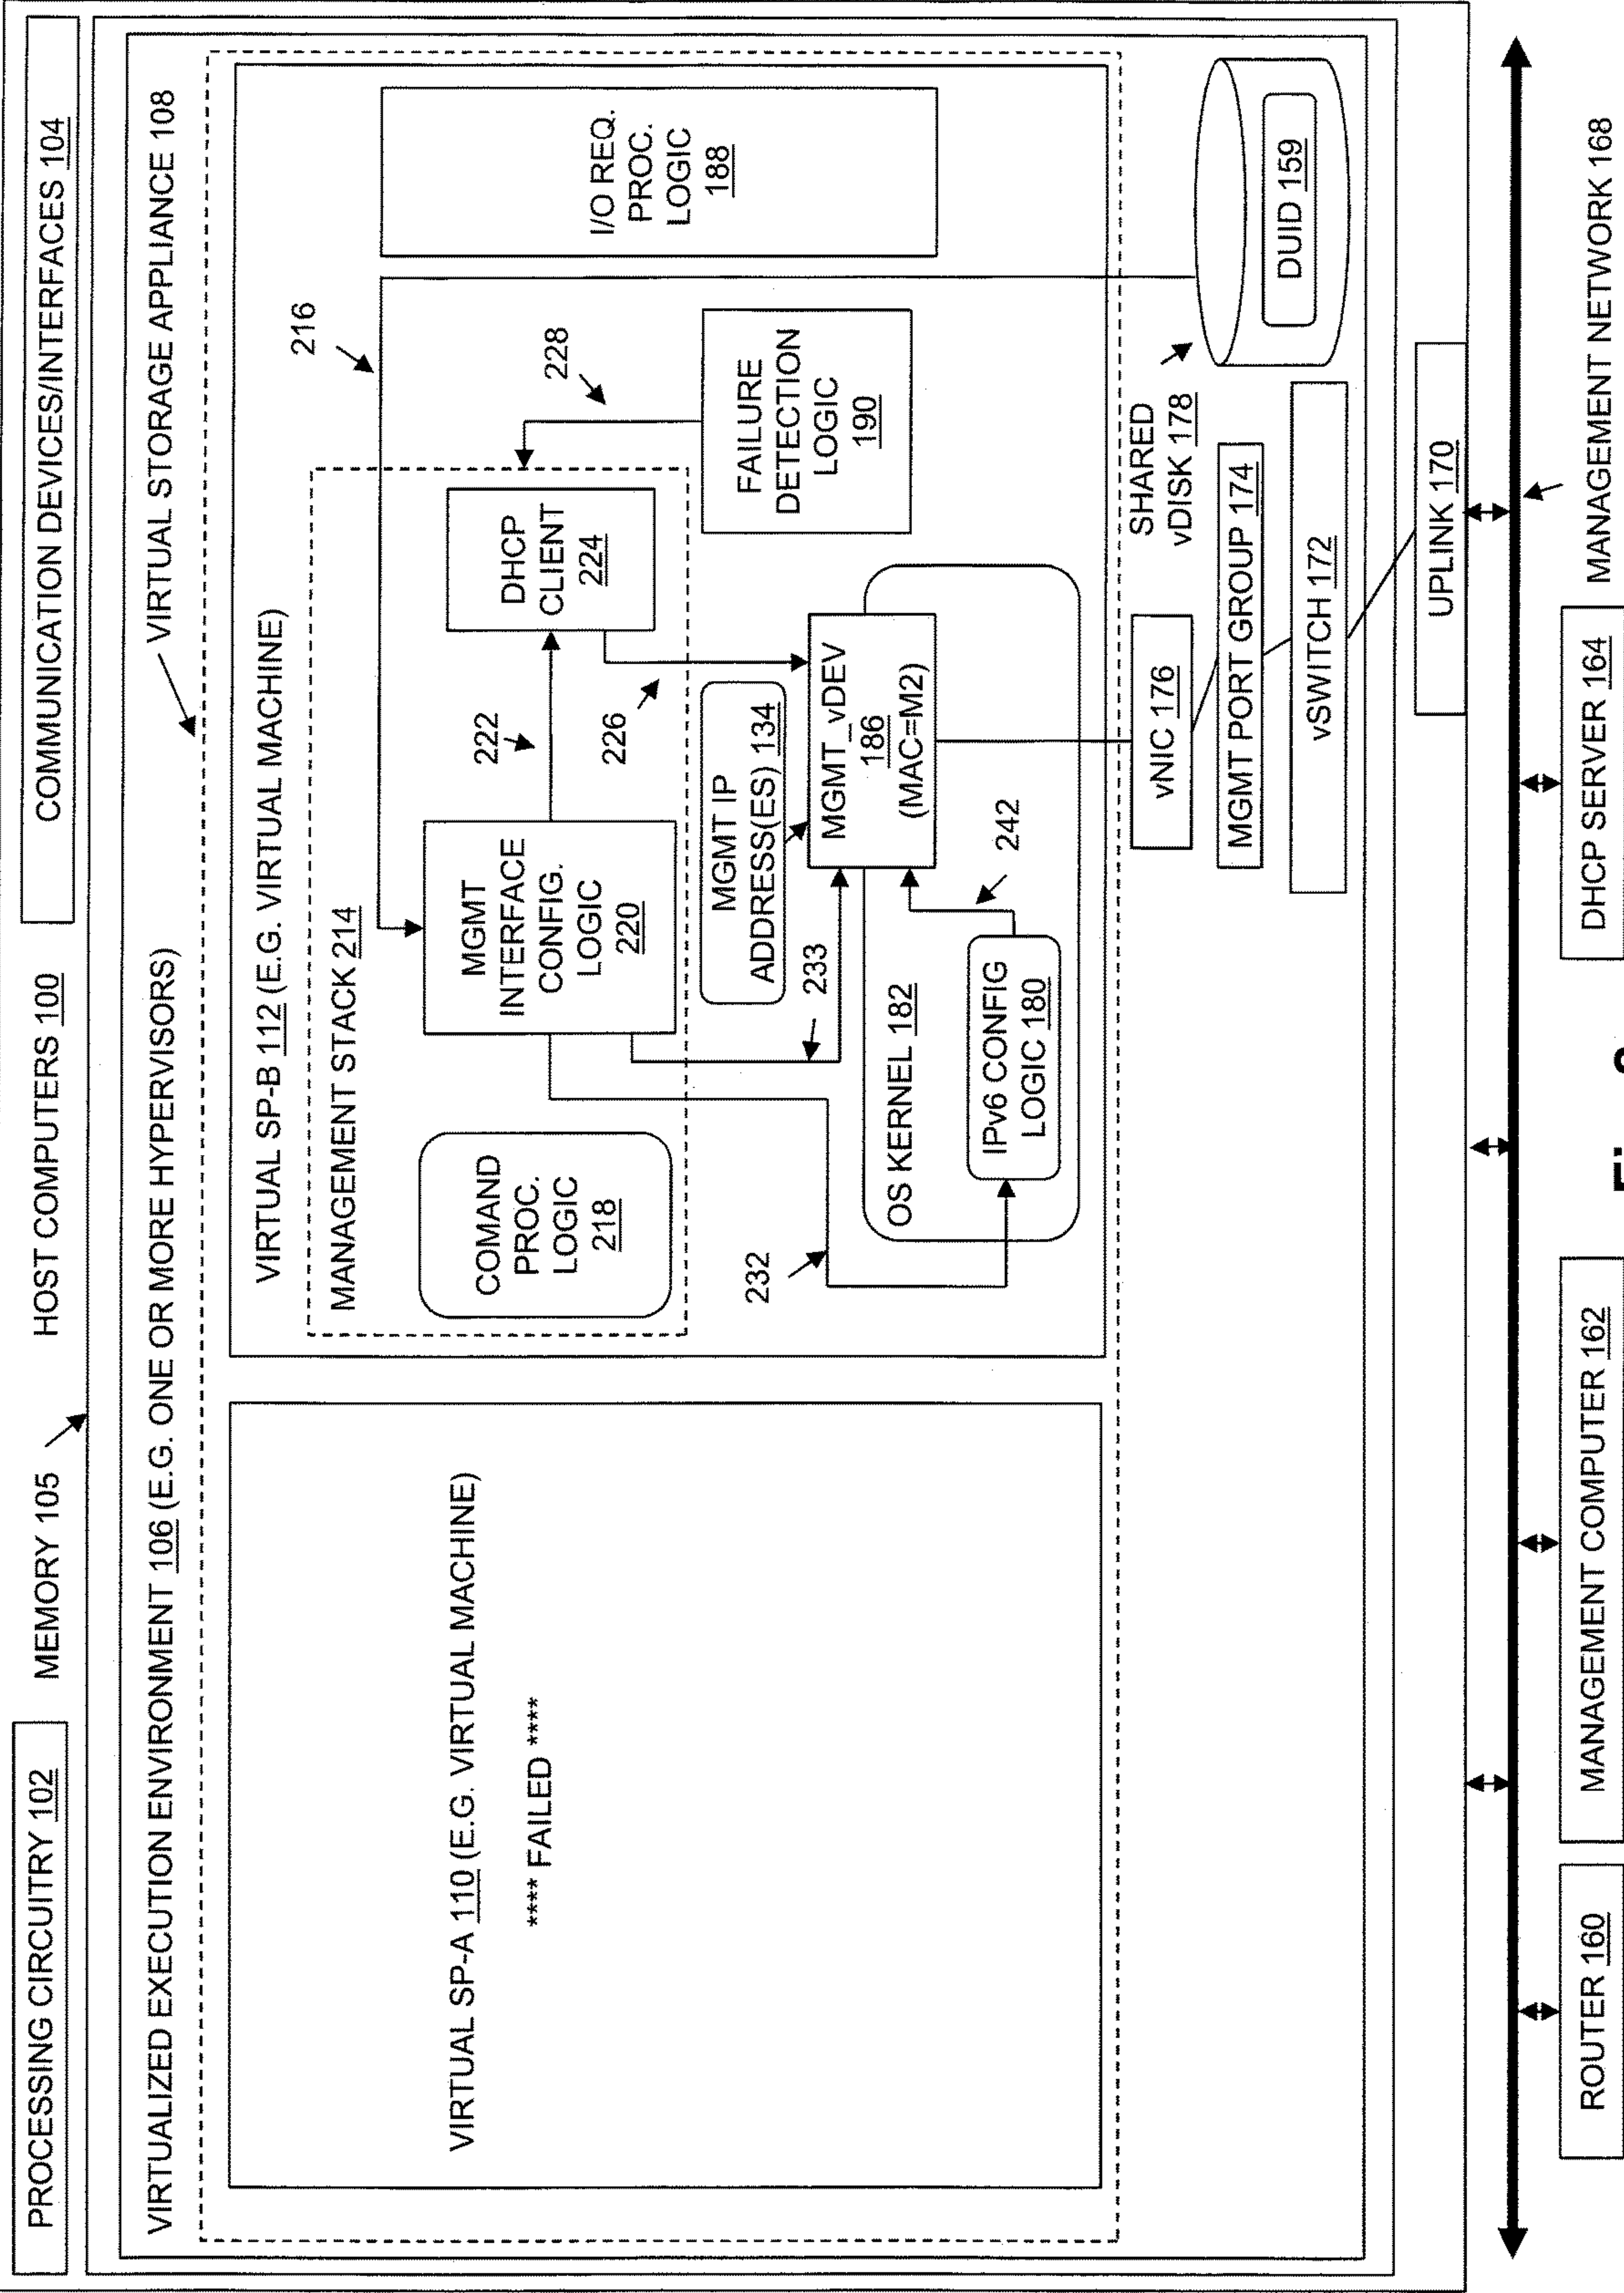 PROCESSING CIRCUITRY 102
MEMORY 105
HOST COMPUTERS 100
COMMUNICATION DEVICES/INTERFACES 104
VIRTUALIZED EXECUTION ENVIRONMENT 106 (E.G. ONE OR MORE HYPERVISORS)
VIRTUAL STORAGE APPLIANCE 108
VIRTUAL SP-A 110 (E.G. VIRTUAL MACHINE)
**** FAILED ****
VIRTUAL SP-B 112 (E.G. VIRTUAL MACHINE)
216
MANAGEMENT STACK 214
COMAND
PROC.
LOGIC
218
MGMT
INTERFACE
CONFIG.
LOGIC
220
222
DHCP
CLIENT
224
226
228
FAILURE
DETECTION
LOGIC
190
I/O REQ.
PROC.
LOGIC
188
MGMT IP
ADDRESS(ES) 134
232
233
OS KERNEL 182
IPv6 CONFIG
LOGIC 180
242
MGMT_vDEV
186
(MAC=M2)
SHARED
vDISK 178
DUID 159
vNIC 176
MGMT PORT GROUP 174
vSWITCH 172
UPLINK 170
MANAGEMENT NETWORK 168
ROUTER 160
MANAGEMENT COMPUTER 162
DHCP SERVER 164